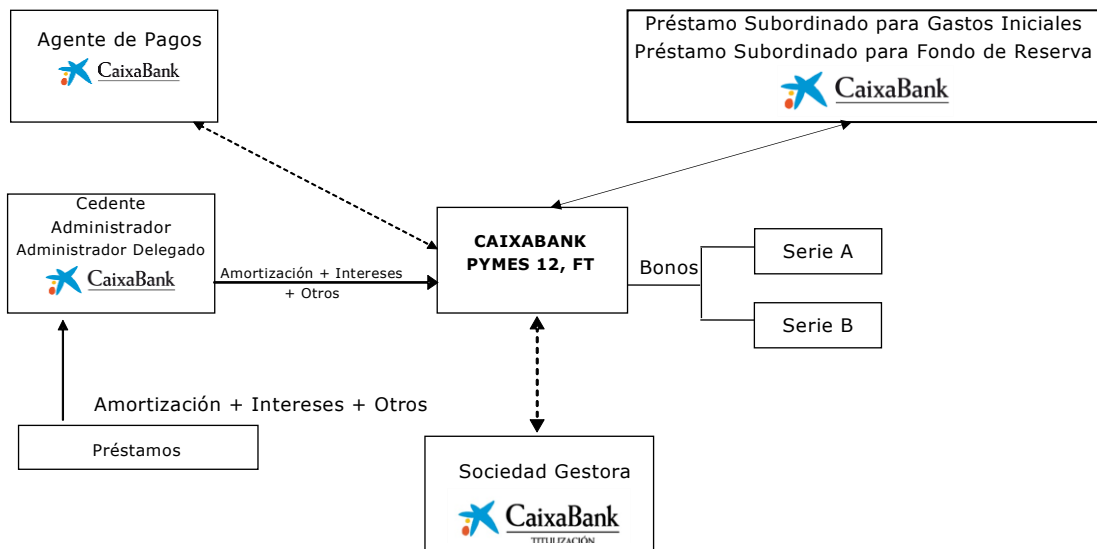 Agente de Pagos
CaixaBank
Préstamo Subordinado para Gastos Iniciales
Préstamo Subordinado para Fondo de Reserva
CaixaBank
Cedente
Administrador
Administrador Delegado
CaixaBank
Amortización + Intereses
+ Otros
CAIXABANK
PYMES 12, FT
Bonos
Serie A
Serie B
Amortización + Intereses + Otros
Préstamos
Sociedad Gestora
CaixaBank
TITULIZACIÓN